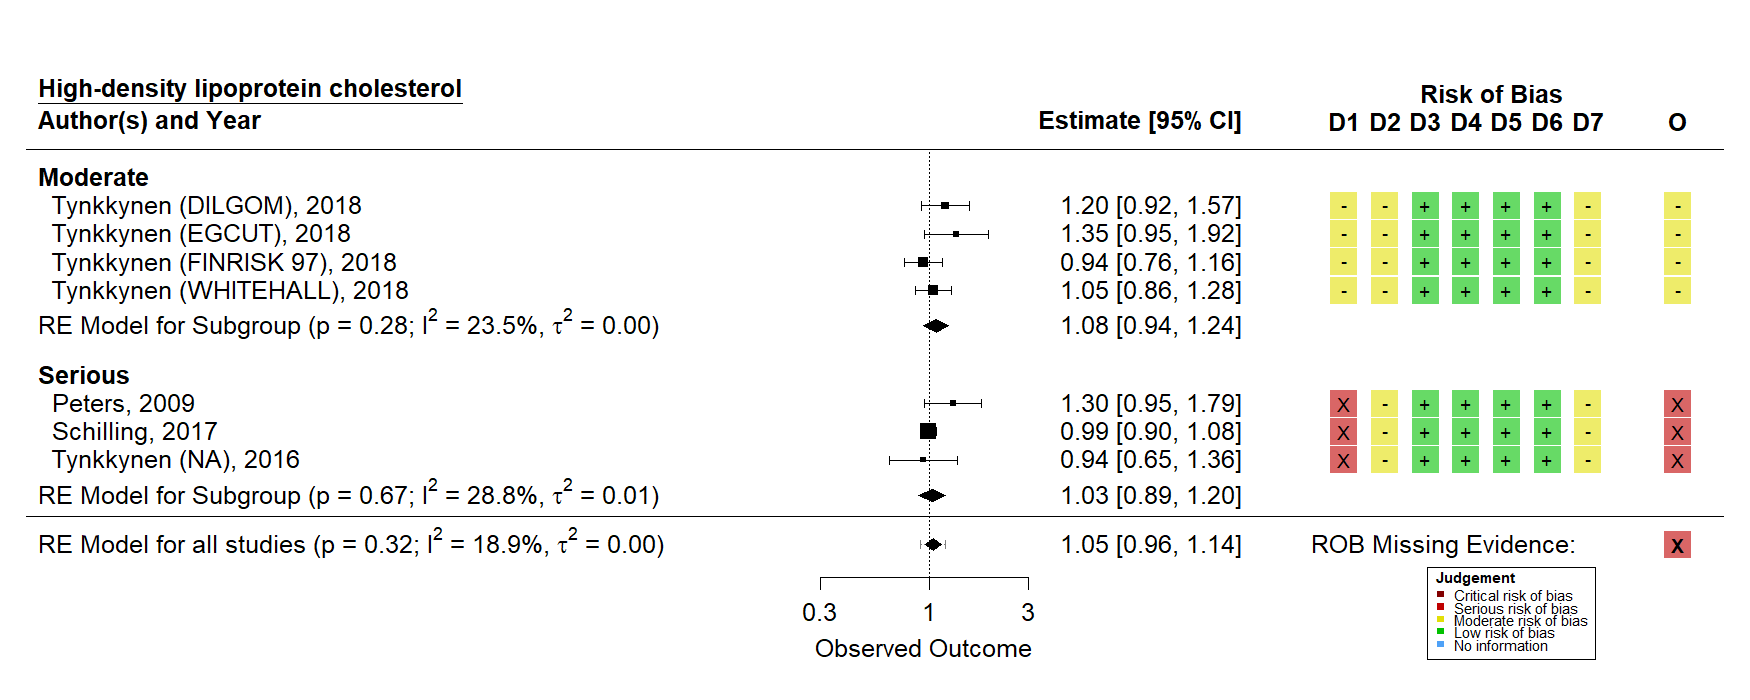 High-density lipoprotein cholesterol
Risk of Bias
Author(s) and Year Estimate [95% CI] D1 D2 D3 D4 D5 D6 D7 O
Moderate
Tynkkynen (DILGOM), 2018 1.20 [0.92, 1.57] - - + + + + - -
Tynkkynen (EGCUT), 2018 1.35 [0.95, 1.92] - - + + + + - -
Tynkkynen (FINRISK 97), 2018 0.94 [0.76, 1.16] - - + + + + - -
Tynkkynen (WHITEHALL), 2018 1.05 [0.86, 1.28] - - + + + + - -
RE Model for Subgroup (p = 0.28; I² = 23.5%, τ² = 0.00) 1.08 [0.94, 1.24]
Serious
Peters, 2009 1.30 [0.95, 1.79] X - + + + + - X
Schilling, 2017 0.99 [0.90, 1.08] X - + + + + - X
Tynkkynen (NA), 2016 0.94 [0.65, 1.36] X - + + + + - X
RE Model for Subgroup (p = 0.67; I² = 28.8%, τ² = 0.01) 1.03 [0.89, 1.20]
RE Model for all studies (p = 0.32; I² = 18.9%, τ² = 0.00) 1.05 [0.96, 1.14] ROB Missing Evidence: X
0.3 1 3
Observed Outcome
Judgement
Critical risk of bias
Serious risk of bias
Moderate risk of bias
Low risk of bias
No information